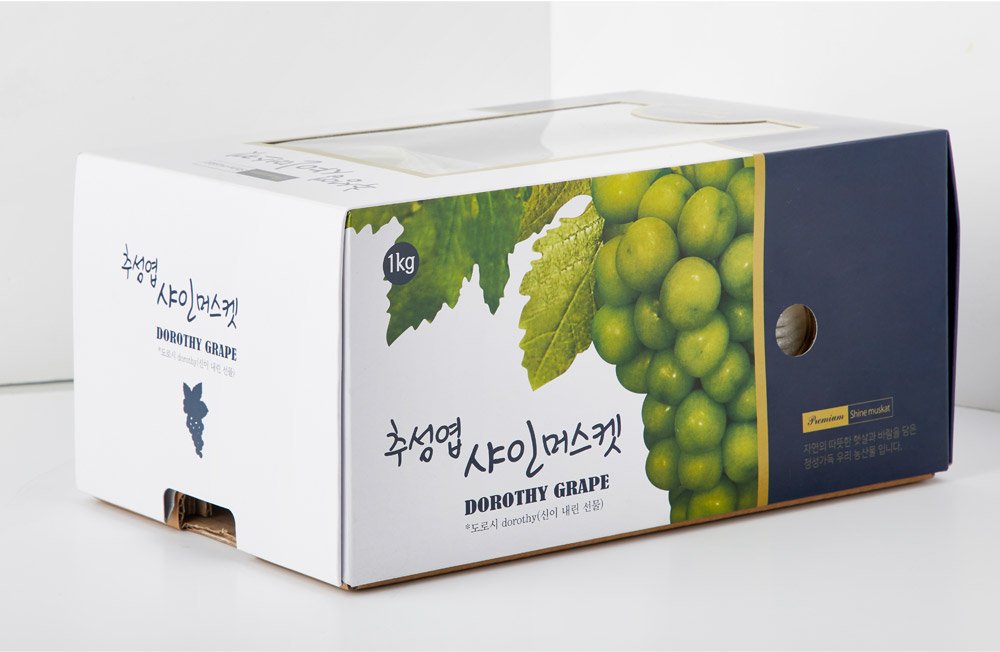 추성엽
샤인머스켓
DOROTHY GRAPE
*도로시 dorothy(신이 내린 선물)
1kg
추성엽
샤인머스켓
DOROTHY GRAPE
*도로시 dorothy(신이 내린 선물)
Premium Shine muskat
자연의 따뜻한 햇살과 바람을 담은
정성가득 우리 농산물 입니다.